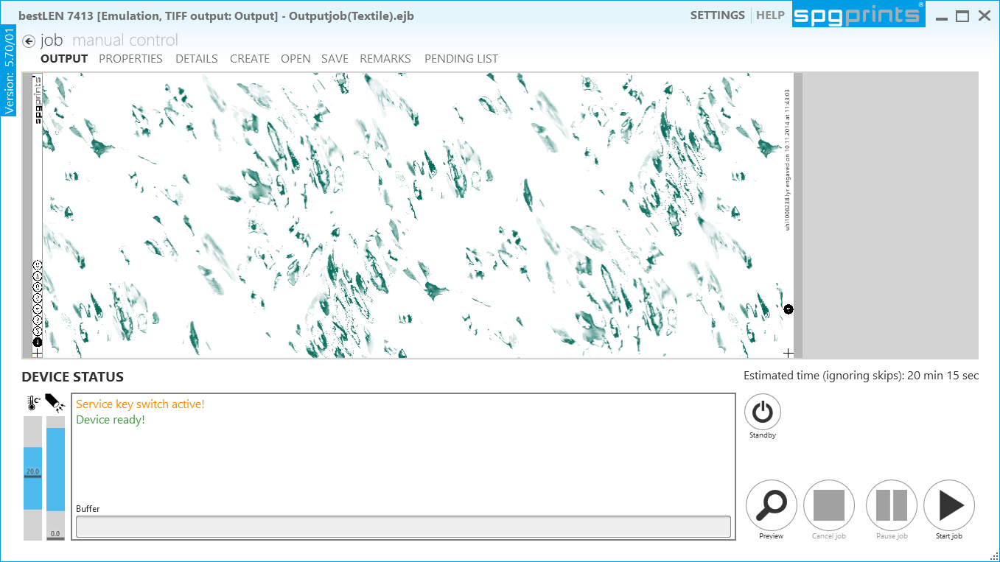 bestLEN 7413 [Emulation, TIFF output: Output] - Outputjob(Textile).ejb
SETTINGS HELP spgprints®
Version: 5.70/01
job manual control
OUTPUT PROPERTIES DETAILS CREATE OPEN SAVE REMARKS PENDING LIST
spgprints
uhl1008238.lyr engaved on 10.11.2014 at 11:43:03
DEVICE STATUS
Estimated time (ignoring skips): 20 min 15 sec
C°
Service key switch active!
Device ready!
20.0
0.0
Buffer
Standby
Preview
Cancel job
Pause job
Start job